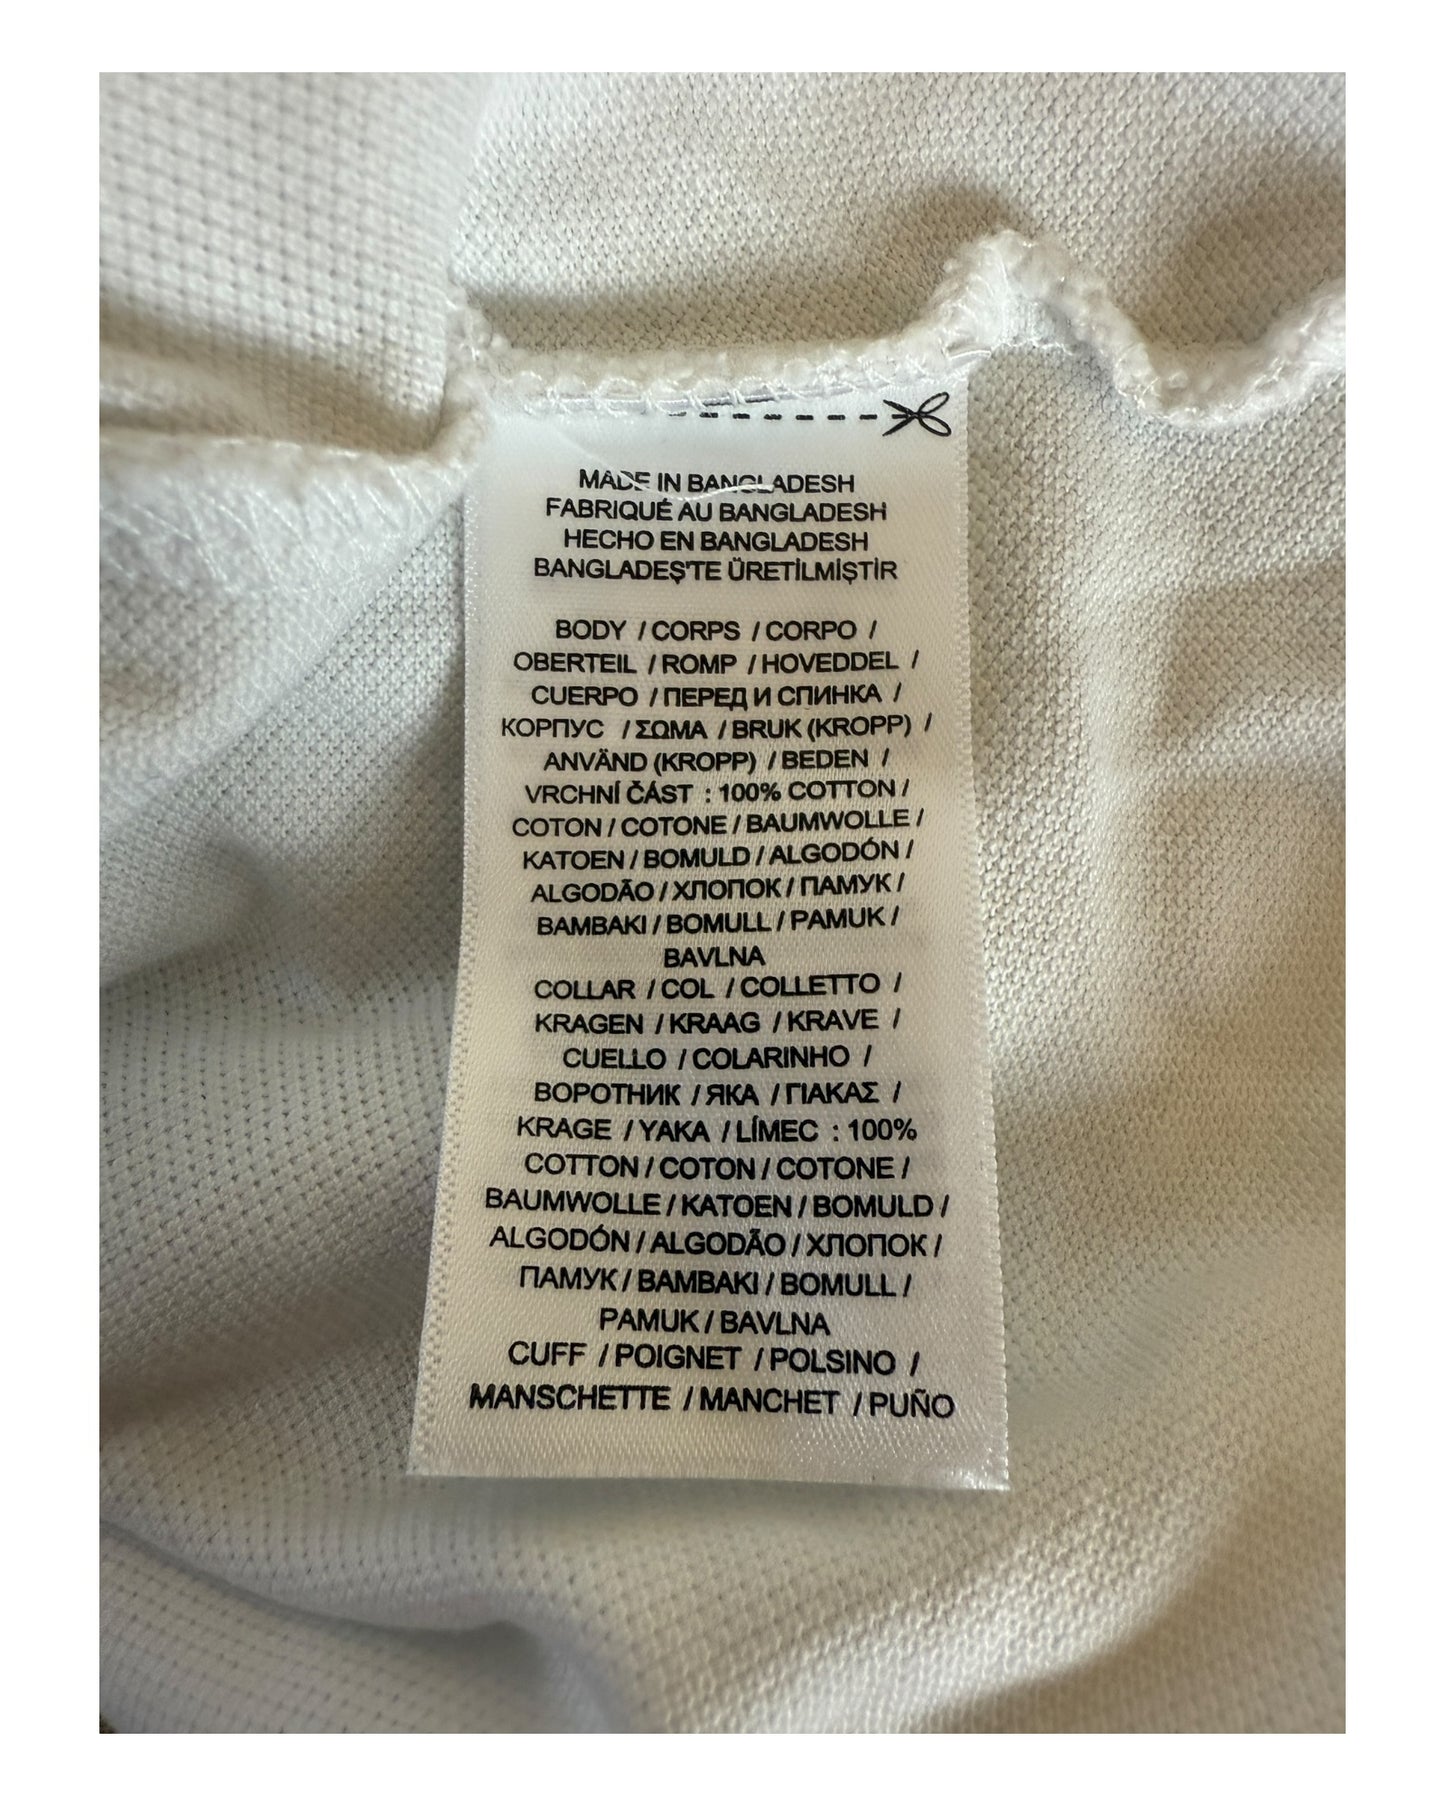 MADE IN BANGLADESH
FABRIQUÉ AU BANGLADESH
HECHO EN BANGLADESH
BANGLADEŞ'TE ÜRETİLMİŞTİR
BODY / CORPS / CORPO /
OBERTEIL / ROMP / HOVEDDEL /
CUERPO / ПЕРЕД И СПИНКА /
КОРПУС / ΣΩΜΑ / BRUK (KROPP) /
ANVÄND (KROPP) / BEDEN /
VRCHNÍ ČÁST : 100% COTTON /
COTON / COTONE / BAUMWOLLE /
KATOEN / BOMULD / ALGODÓN /
ALGODÃO / ХЛОПОК / ПАМУК /
BAMBAKI / BOMULL / PAMUK /
BAVLNA
COLLAR / COL / COLLETTO /
KRAGEN / KRAAG / KRAVE /
CUELLO / COLARINHO /
ВОРОТНИК / ЯКА / ГІАКАΣ /
KRAGE / YAKA / LÍMEC : 100%
COTTON / COTON / COTONE /
BAUMWOLLE / KATOEN / BOMULD /
ALGODÓN / ALGODÃO / ХЛОПОК /
ПАМУК / BAMBAKI / BOMULL /
PAMUK / BAVLNA
CUFF / POIGNET / POLSINO /
MANSCHETTE / MANCHET / PUÑO